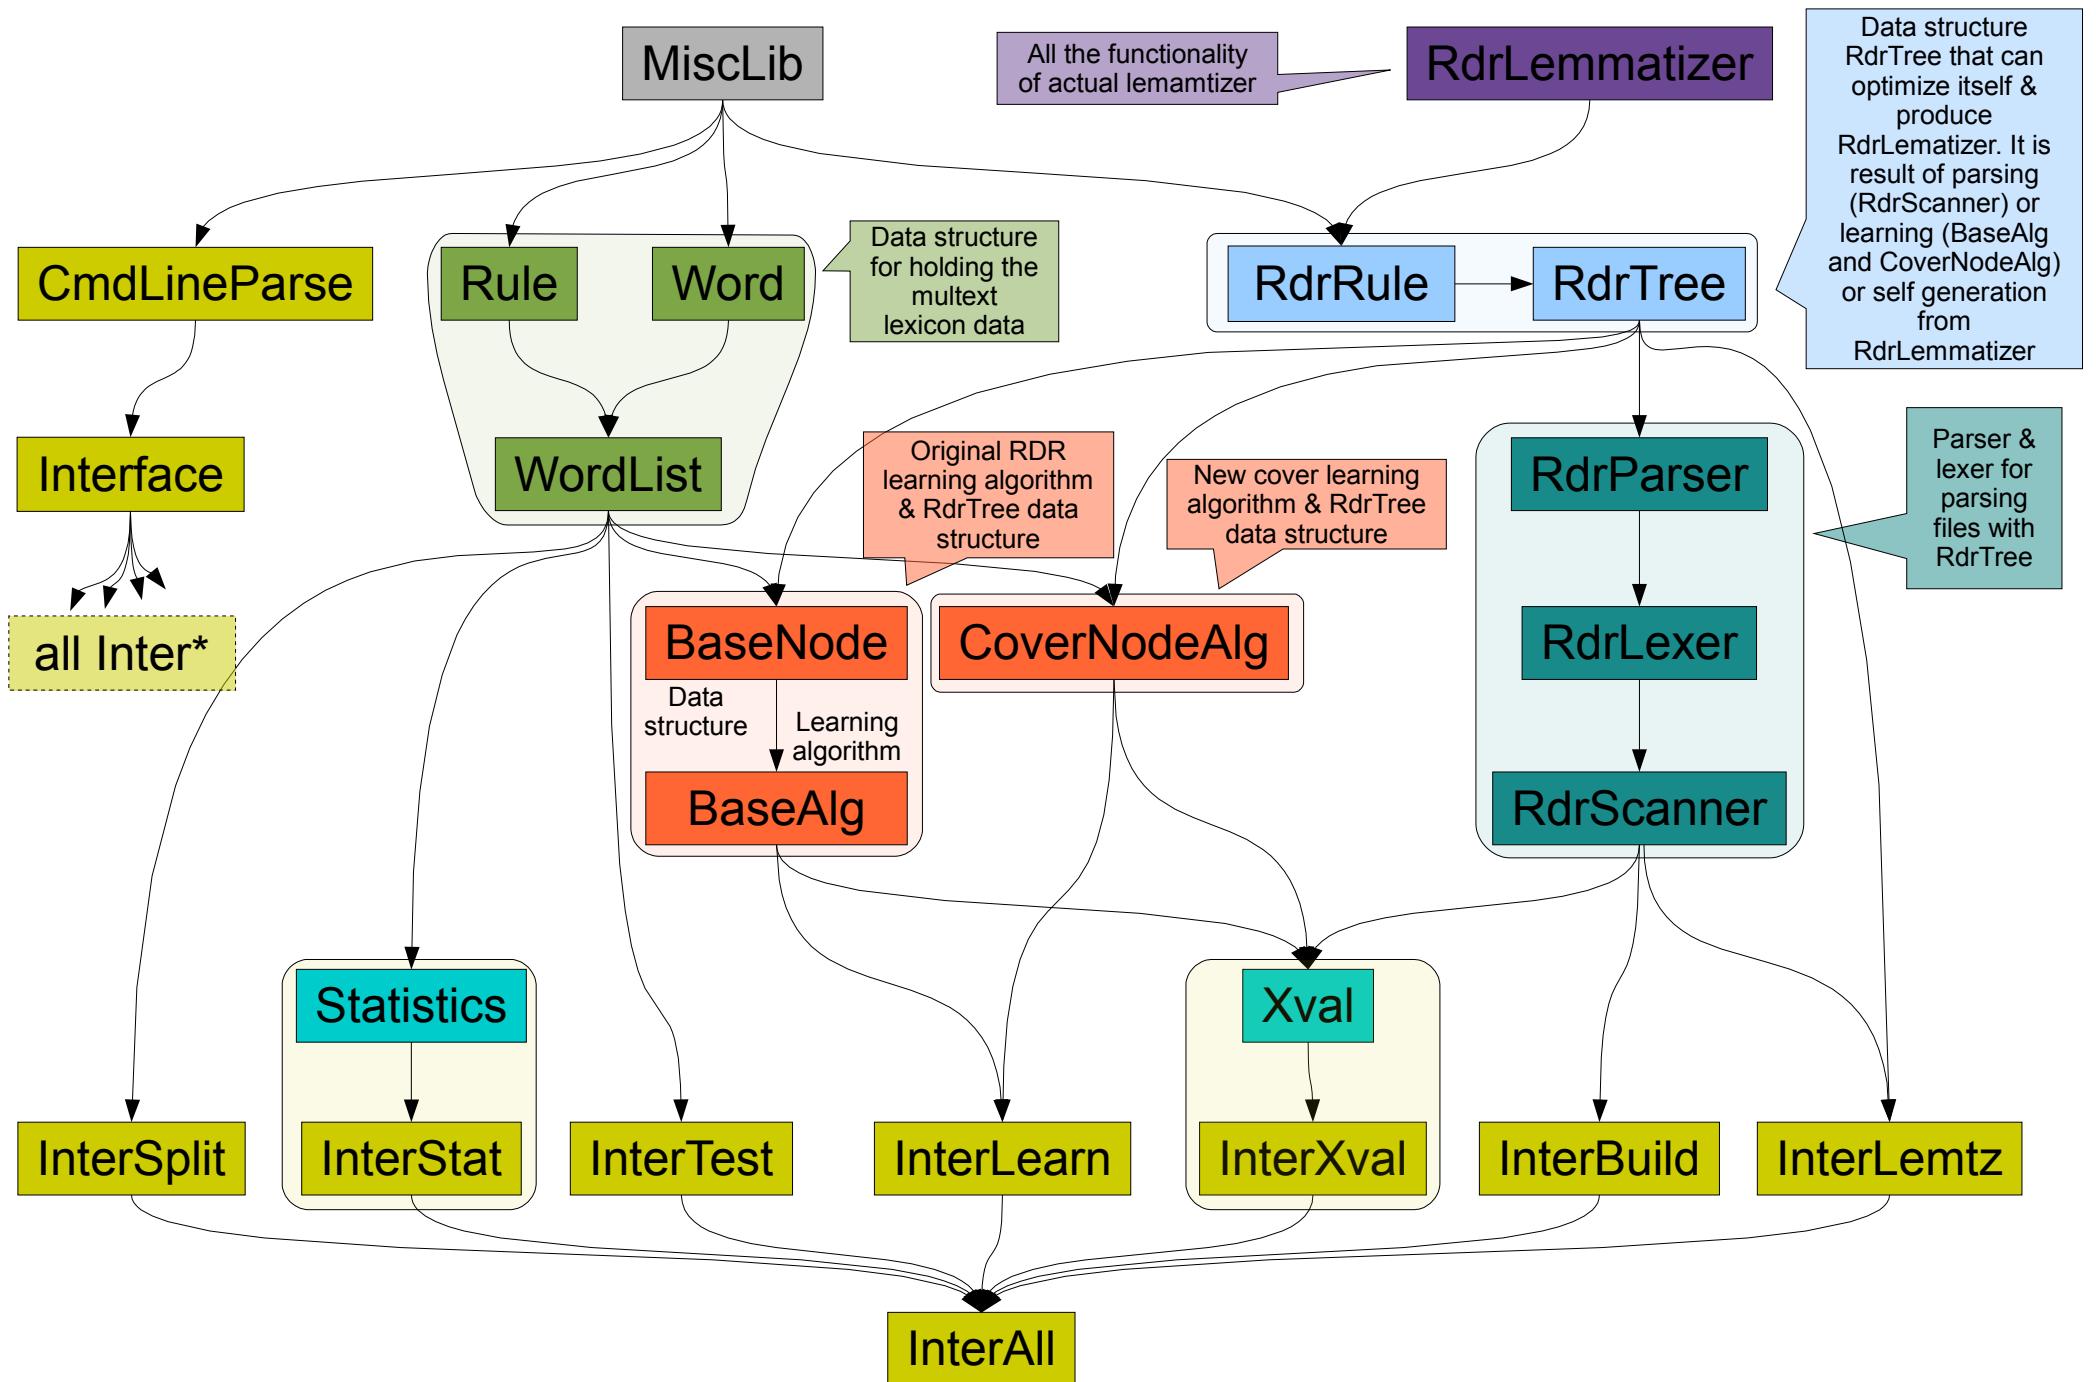 MiscLib
All the functionality
of actual lemamtizer
RdrLemmatizer
Data structure
RdrTree that can
optimize itself &
produce
RdrLematizer. It is
result of parsing
(RdrScanner) or
learning (BaseAlg
and CoverNodeAlg)
or self generation
from
RdrLemmatizer
CmdLineParse
Rule
Word
Data structure
for holding the
multext
lexicon data
RdrRule
RdrTree
Interface
WordList
Original RDR
learning algorithm
& RdrTree data
structure
New cover learning
algorithm & RdrTree
data structure
RdrParser
Parser &
lexer for
parsing
files with
RdrTree
all Inter*
BaseNode
CoverNodeAlg
RdrLexer
Data
structure
Learning
algorithm
BaseAlg
RdrScanner
Statistics
Xval
InterSplit
InterStat
InterTest
InterLearn
InterXval
InterBuild
InterLemtz
InterAll